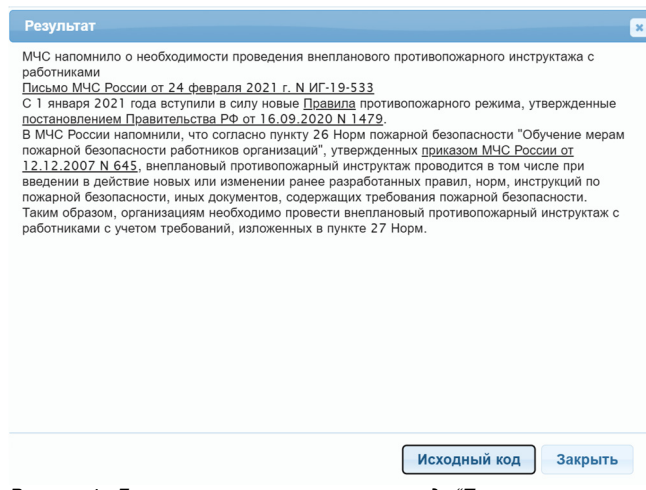 Результат
МЧС напомнило о необходимости проведения внепланового противопожарного инструктажа с
работниками
Письмо МЧС России от 24 февраля 2021 г. N ИГ-19-533
С 1 января 2021 года вступили в силу новые Правила противопожарного режима, утвержденные
постановлением Правительства РФ от 16.09.2020 N 1479.
В МЧС России напомнили, что согласно пункту 26 Норм пожарной безопасности "Обучение мерам
пожарной безопасности работников организаций", утвержденных приказом МЧС России от
12.12.2007 N 645, внеплановый противопожарный инструктаж проводится в том числе при
введении в действие новых или изменении ранее разработанных правил, норм, инструкций по
пожарной безопасности, иных документов, содержащих требования пожарной безопасности.
Таким образом, организациям необходимо провести внеплановый противопожарный инструктаж с
работниками с учетом требований, изложенных в пункте 27 Норм.
Исходный код Закрыть